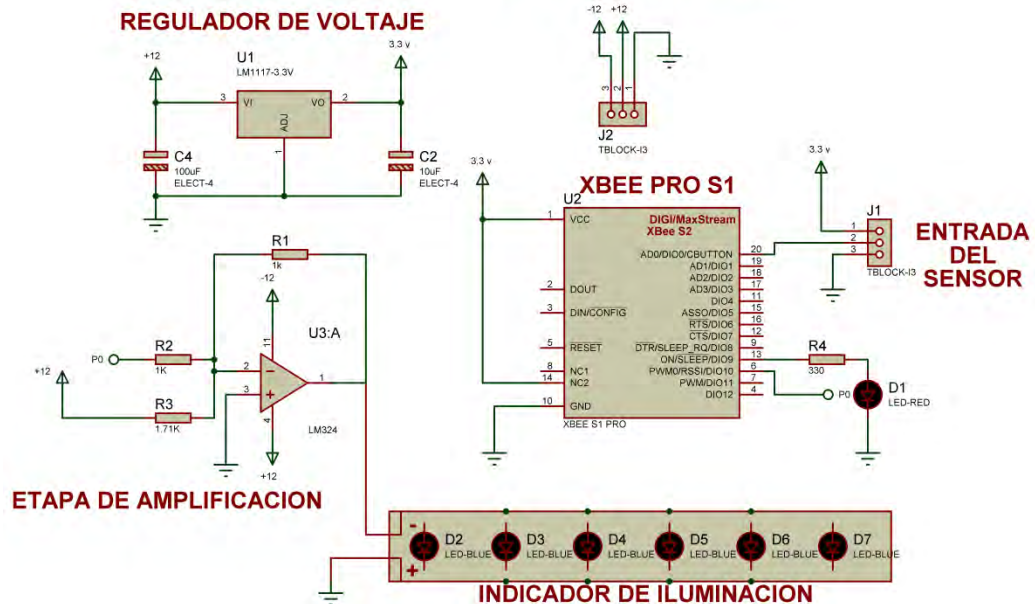 REGULADOR DE VOLTAJE
+12
3.3 v
U1
LM1117-3.3V
3
VI
VO
2
ADJ
1
C4
100uF
ELECT-4
C2
10uF
ELECT-4
-12
+12
3
2
1
J2
TBLOCK-I3
XBEE PRO S1
3.3 v
U2
DIGI/MaxStream
XBee S2
1
VCC
2
DOUT
3
DIN/CONFIG
5
RESET
8
NC1
14
NC2
10
GND
AD0/DIO0/CBUTTON
20
AD1/DIO1
19
AD2/DIO2
18
AD3/DIO3
17
DIO4
11
ASSO/DIO5
15
RTS/DIO6
16
CTS/DIO7
12
DTR/SLEEP_RQ/DIO8
9
ON/SLEEP/DIO9
13
PWM0/RSSI/DIO10
6
PWM/DIO11
7
DIO12
4
XBEE S1 PRO
3.3 v
J1
1
2
3
TBLOCK-I3
ENTRADA
DEL
SENSOR
R4
330
P0
D1
LED-RED
R1
1k
-12
U3:A
11
P0
R2
1K
+12
R3
1.71K
2
3
1
4
LM324
+12
ETAPA DE AMPLIFICACION
-
+
D2
LED-BLUE
D3
LED-BLUE
D4
LED-BLUE
D5
LED-BLUE
D6
LED-BLUE
D7
LED-BLUE
INDICADOR DE ILUMINACION